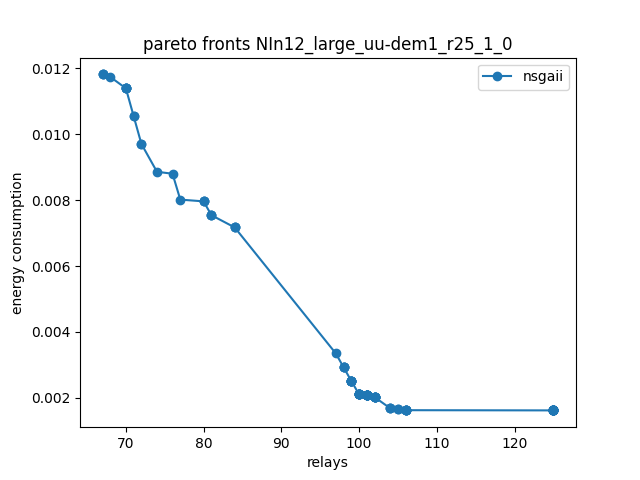 pareto fronts NIn12_large_uu-dem1_r25_1_0
nsgaii
0.012
0.010
0.008
0.006
0.004
0.002
energy consumption
70 80 90 100 110 120
relays